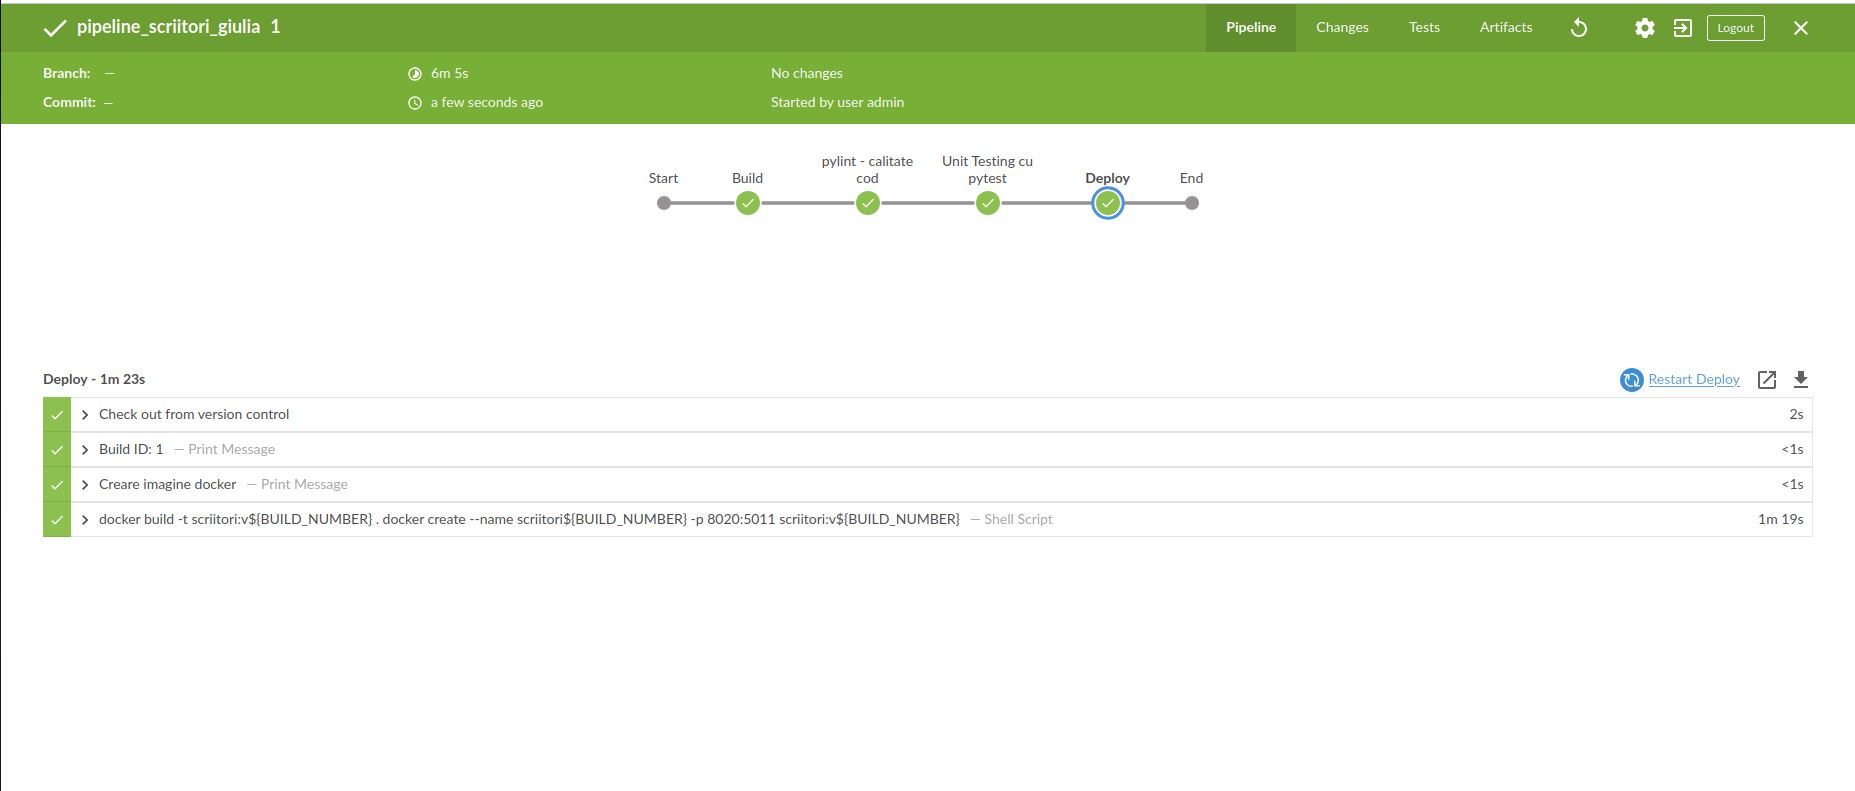 pipeline_scriitori_giulia 1
Pipeline Changes Tests Artifacts Logout
Branch: — 6m 5s No changes
Commit: — a few seconds ago Started by user admin
pylint - calitate Unit Testing cu
Start Build cod pytest Deploy End
Deploy - 1m 23s Restart Deploy
Check out from version control 2s
Build ID: 1 — Print Message <1s
Creare imagine docker — Print Message <1s
docker build -t scriitori:v${BUILD_NUMBER} . docker create --name scriitori${BUILD_NUMBER} -p 8020:5011 scriitori:v${BUILD_NUMBER} — Shell Script 1m 19s